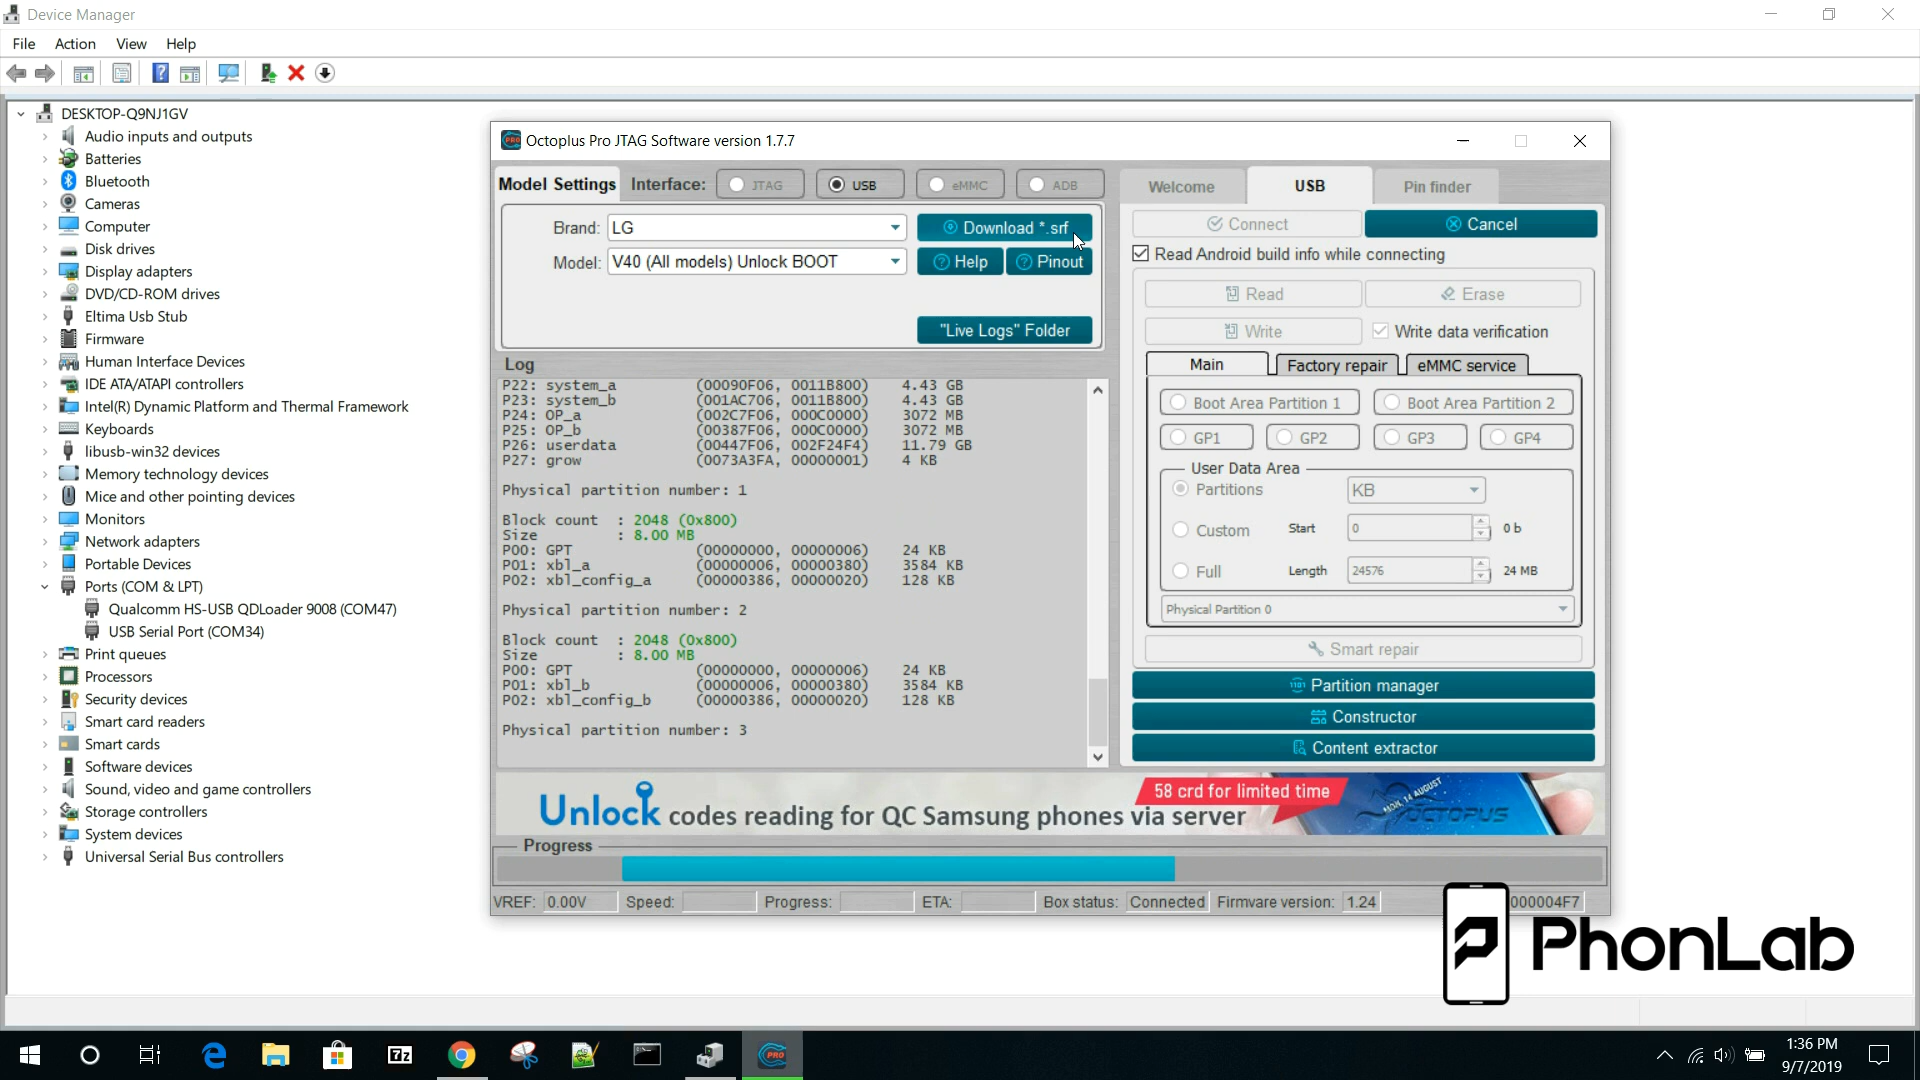 Device Manager
File Action View Help
DESKTOP-Q9NJ1GV
Audio inputs and outputs
Batteries
Bluetooth
Cameras
Computer
Disk drives
Display adapters
DVD/CD-ROM drives
Eltima Usb Stub
Firmware
Human Interface Devices
IDE ATA/ATAPI controllers
Intel(R) Dynamic Platform and Thermal Framework
Keyboards
libusb-win32 devices
Memory technology devices
Mice and other pointing devices
Monitors
Network adapters
Portable Devices
Ports (COM & LPT)
Qualcomm HS-USB QDLoader 9008 (COM47)
USB Serial Port (COM34)
Print queues
Processors
Security devices
Smart card readers
Smart cards
Software devices
Sound, video and game controllers
Storage controllers
System devices
Universal Serial Bus controllers
PRO Octoplus Pro JTAG Software version 1.7.7
Model Settings Interface: JTAG USB eMMC ADB
Brand: LG Download *.srf
Model: V40 (All models) Unlock BOOT Help Pinout
"Live Logs" Folder
Log
P22: system_a (00090F06, 0011B800) 4.43 GB
P23: system_b (001AC706, 0011B800) 4.43 GB
P24: OP_a (002C7F06, 000C0000) 3072 MB
P25: OP_b (00387F06, 000C0000) 3072 MB
P26: userdata (00447F06, 002F24F4) 11.79 GB
P27: grow (0073A3FA, 00000001) 4 KB
Physical partition number: 1
Block count : 2048 (0x800)
Size : 8.00 MB
P00: GPT (00000000, 00000006) 24 KB
P01: xbl_a (00000006, 00000380) 3584 KB
P02: xbl_config_a (00000386, 00000020) 128 KB
Physical partition number: 2
Block count : 2048 (0x800)
Size : 8.00 MB
P00: GPT (00000000, 00000006) 24 KB
P01: xbl_b (00000006, 00000380) 3584 KB
P02: xbl_config_b (00000386, 00000020) 128 KB
Physical partition number: 3
Welcome USB Pin finder
Connect Cancel
Read Android build info while connecting
Read Erase
Write Write data verification
Main Factory repair eMMC service
Boot Area Partition 1 Boot Area Partition 2
GP1 GP2 GP3 GP4
User Data Area
Partitions KB
Custom Start 0 0 b
Full Length 24576 24 MB
Physical Partition 0
Smart repair
Partition manager
Constructor
Content extractor
58 crd for limited time
Unlock codes reading for QC Samsung phones via server
MON, 14 AUGUST
OCTOPUS
Progress
VREF: 0.00V Speed: Progress: ETA: Box status: Connected Firmware version: 1.24 000004F7
PhonLab
7z PRO
1:36 PM
9/7/2019